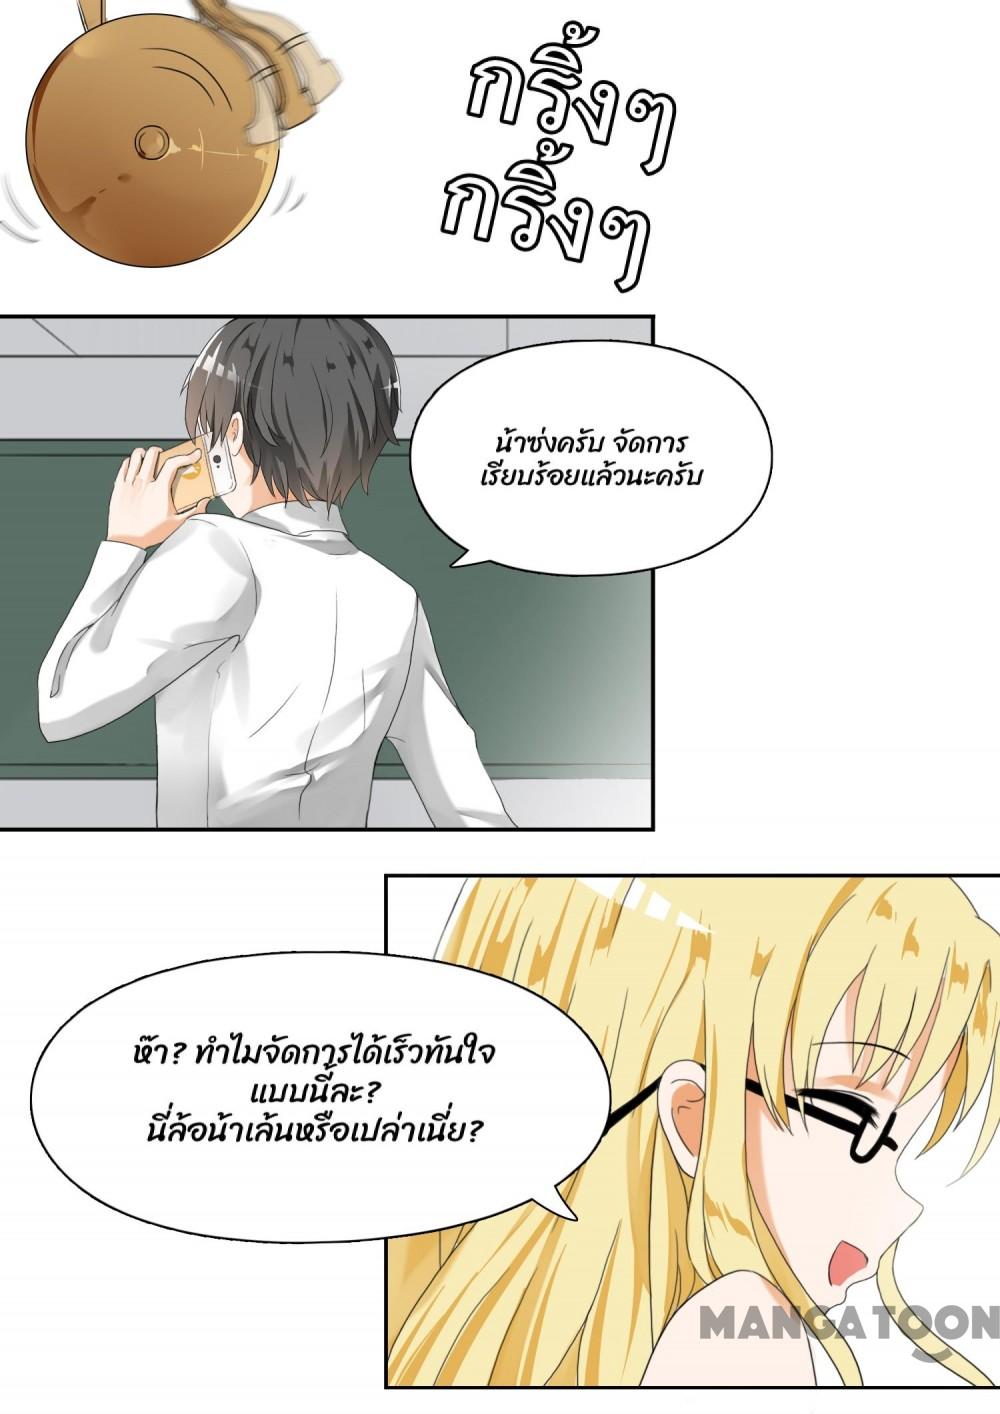 กริ๊งๆ
กริ๊งๆ
น้าซ่งครับ จัดการ
เรียบร้อยแล้วนะครับ
ห๊า? ทำไมจัดการได้เร็วทันใจ
แบบนี้ละ?
นี่ล้อน้าเล้นหรือเปล่าเนี่ย?
MANGATOON